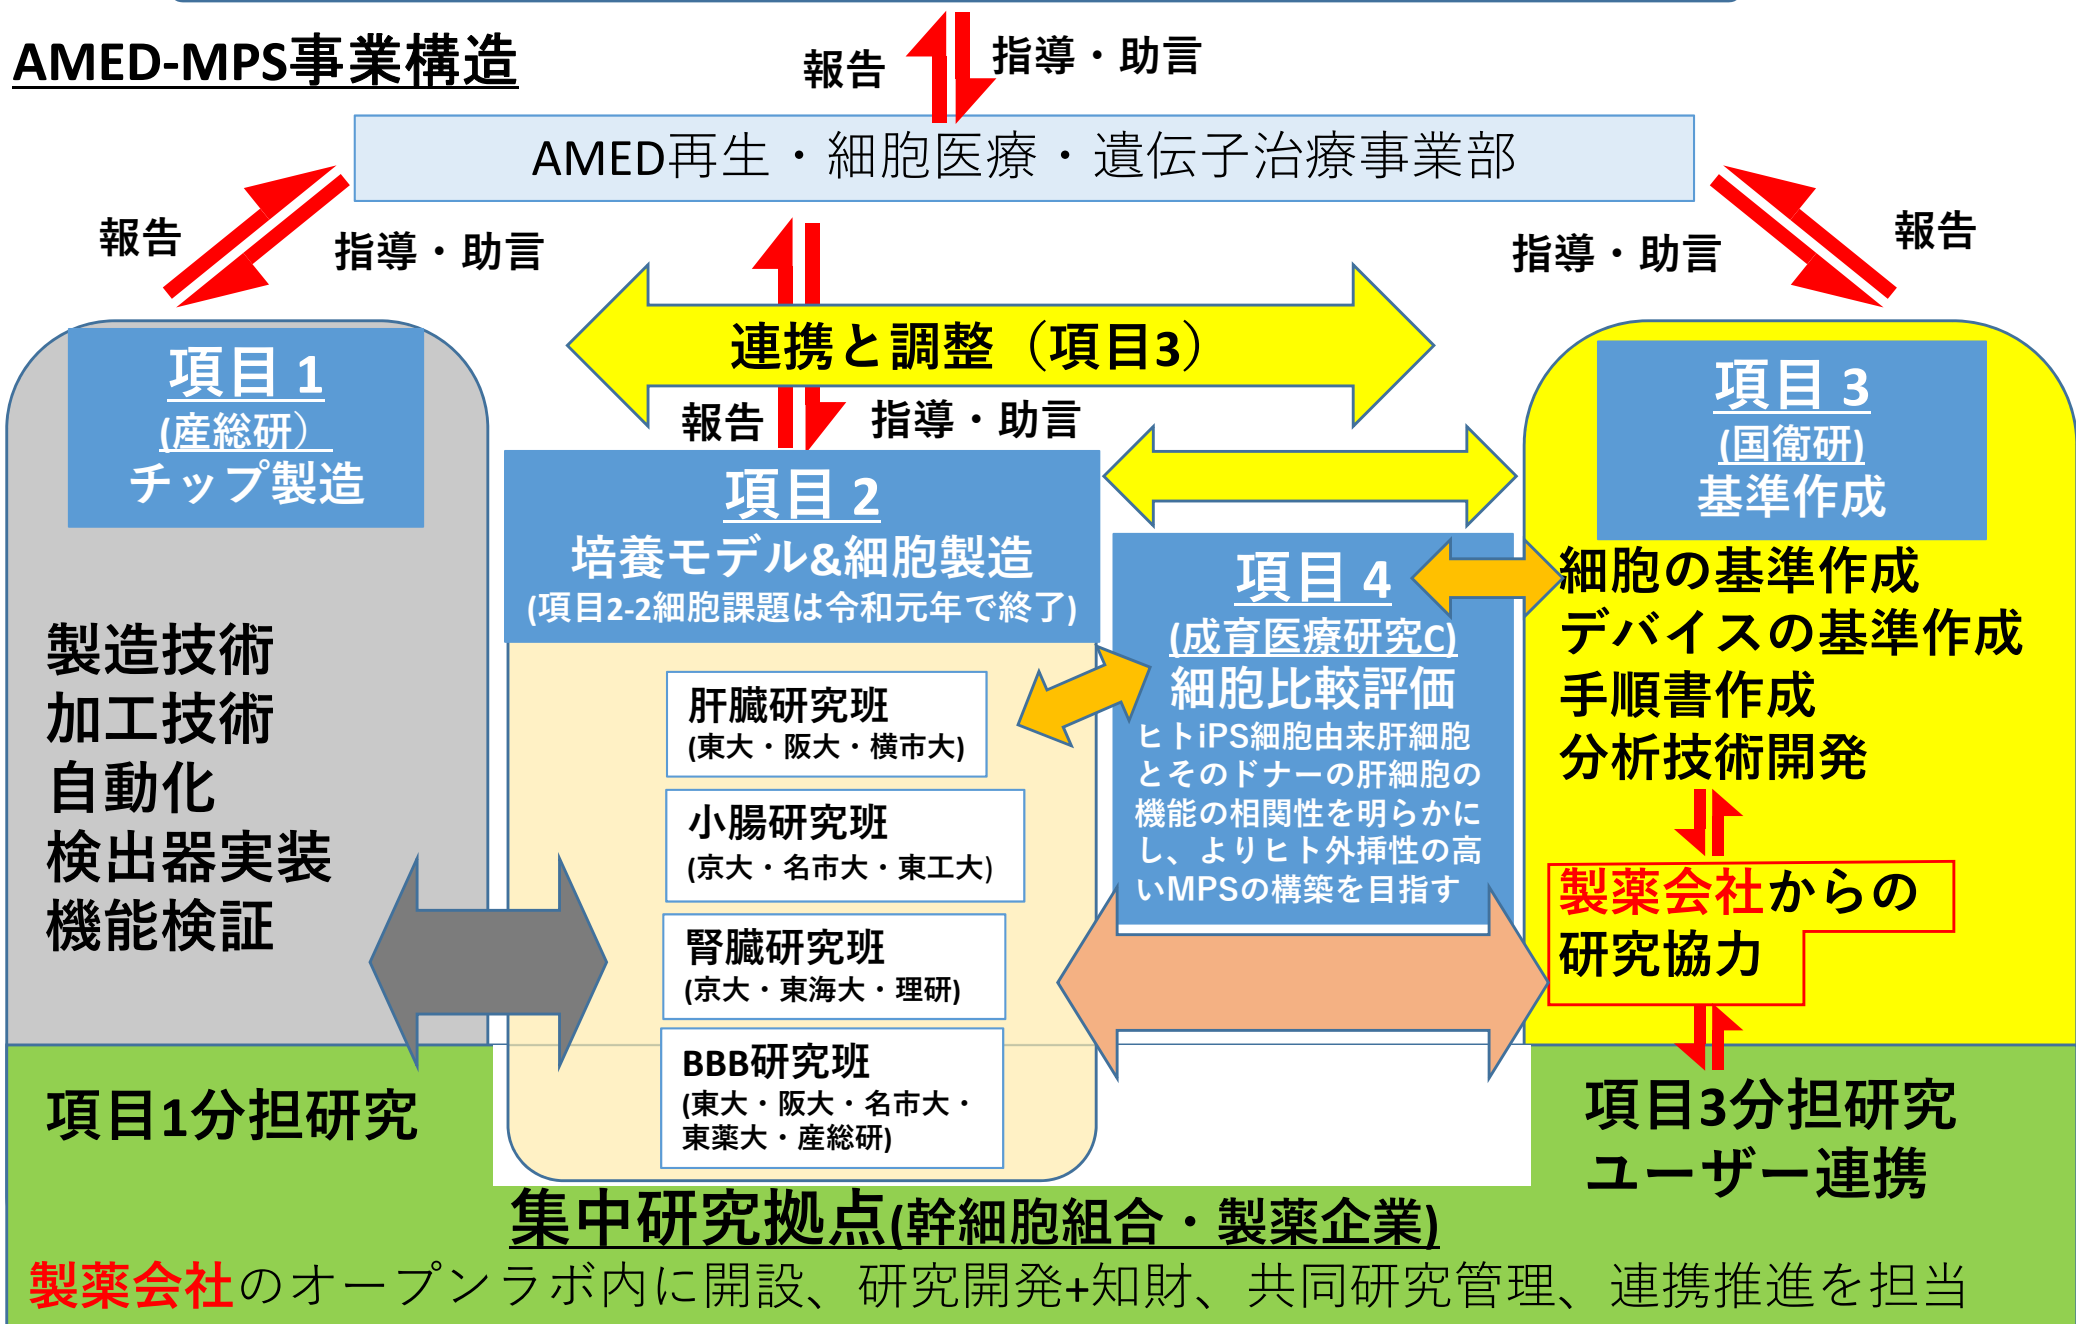 AMED-MPS事業構造
報告
指導・助言
AMED再生・細胞医療・遺伝子治療事業部
報告
指導・助言
指導・助言
報告
連携と調整（項目3）
報告
指導・助言
項目 1
(産総研）
チップ製造
製造技術
加工技術
自動化
検出器実装
機能検証
項目 2
培養モデル&細胞製造
(項目2-2細胞課題は令和元年で終了)
肝臓研究班
(東大・阪大・横市大)
小腸研究班
(京大・名市大・東工大)
腎臓研究班
(京大・東海大・理研)
BBB研究班
(東大・阪大・名市大・
東薬大・産総研)
項目 4
(成育医療研究C)
細胞比較評価
ヒトiPS細胞由来肝細胞
とそのドナーの肝細胞の
機能の相関性を明らかに
し、よりヒト外挿性の高
いMPSの構築を目指す
項目 3
(国衛研)
基準作成
細胞の基準作成
デバイスの基準作成
手順書作成
分析技術開発
製薬会社からの
研究協力
項目1分担研究
項目3分担研究
ユーザー連携
集中研究拠点(幹細胞組合・製薬企業)
製薬会社のオープンラボ内に開設、研究開発+知財、共同研究管理、連携推進を担当